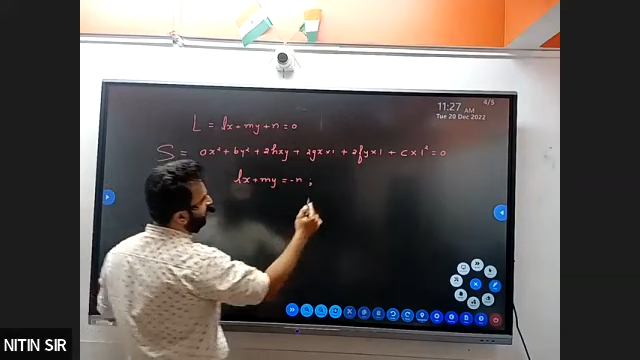 11:27 AM
4/5
Tue 20 Dec 2022
L = lx + my + n = 0
S = ax² + by² + 2hxy + 2gx×1 + 2fy×1 + c×1² = 0
lx + my = -n ;
NITIN SIR